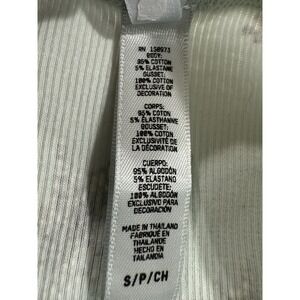 RN 158973
BODY:
95% COTTON
5% ELASTANE
GUSSET:
100% COTTON
EXCLUSIVE OF
DECORATION
CORPS:
95% COTON
5% ÉLASTHANNE
GOUSSET:
100% COTON
EXCLUSIVITÉ DE
LA DÉCORATION
CUERPO:
95% ALGODÓN
5% ELASTANO
ESCUDETE:
100% ALGODÓN
EXCLUSIVO PARA
DECORACIÓN
MADE IN THAILAND
FABRIQUÉ EN
THAÏLANDE
HECHO EN
TAILANDIA
S/P/CH